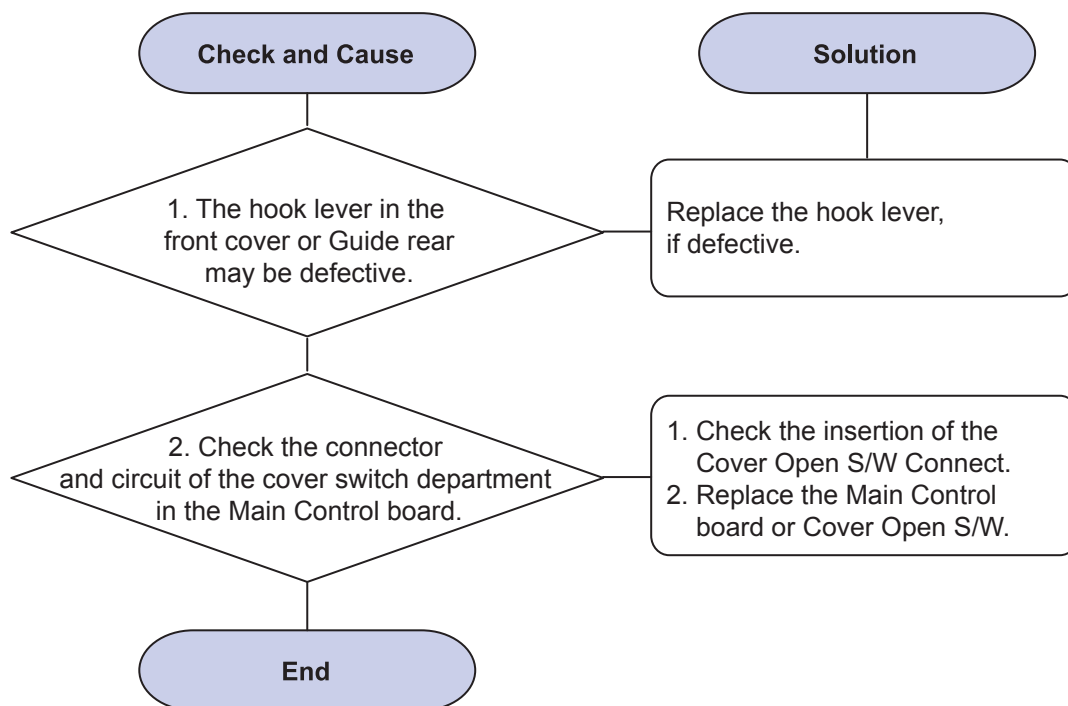 Check and Cause
Solution
1. The hook lever in the
front cover or Guide rear
may be defective.
Replace the hook lever,
if defective.
2. Check the connector
and circuit of the cover switch department
in the Main Control board.
1. Check the insertion of the
Cover Open S/W Connect.
2. Replace the Main Control
board or Cover Open S/W.
End